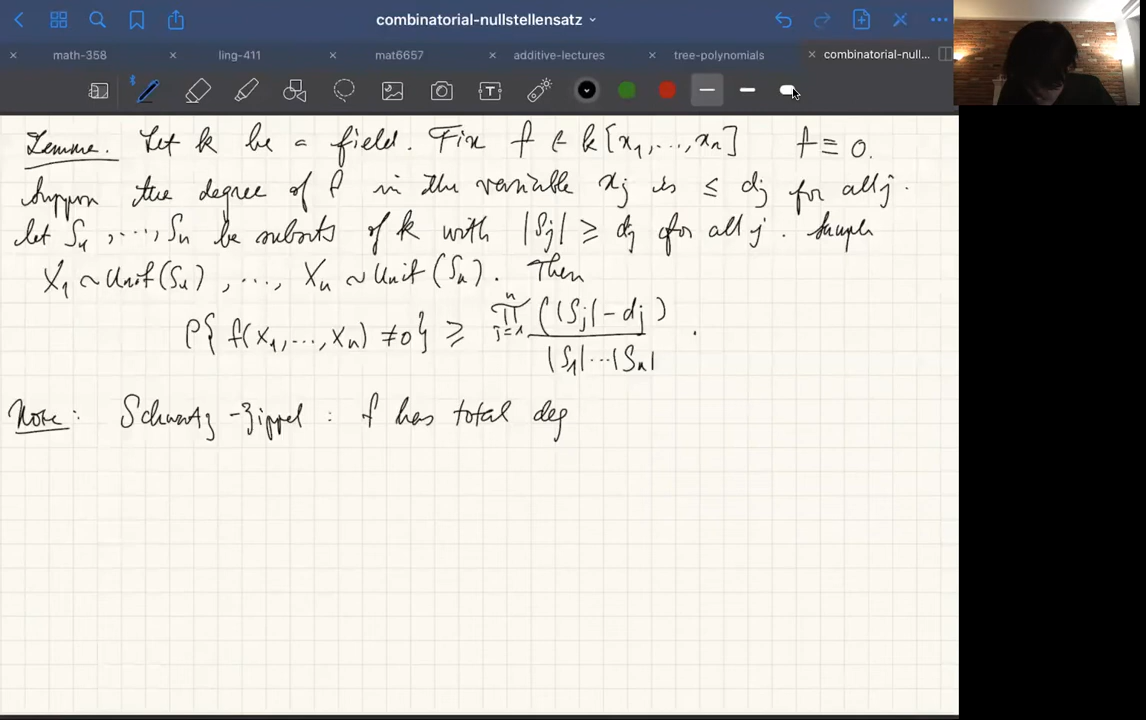 combinatorial-nullstellensatz
math-358
ling-411
mat6657
additive-lectures
tree-polynomials
combinatorial-null...
Lemma. Let k be a field. Fix f ∈ k[x₁,...,xₙ] f ≡ 0.
Suppose the degree of f in the variable xⱼ is ≤ dⱼ for all j.
let S₁,...,Sₙ be subsets of k with |Sⱼ| ≥ dⱼ for all j. Sample
X₁ ~ Unif(S₁), ..., Xₙ ~ Unif(Sₙ). Then
P{ f(X₁,...,Xₙ) ≠ 0 } ≥ ∏ⱼ₌₁ⁿ (|Sⱼ| - dⱼ) / |S₁|...|Sₙ| .
Note: Schwartz-Zippel : f has total deg